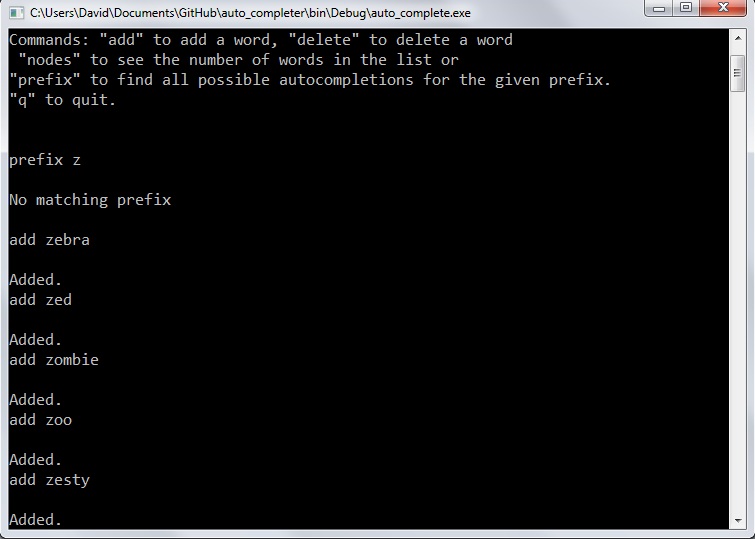 C:\Users\David\Documents\GitHub\auto_completer\bin\Debug\auto_complete.exe
Commands: "add" to add a word, "delete" to delete a word
"nodes" to see the number of words in the list or
"prefix" to find all possible autocompletions for the given prefix.
"q" to quit.
prefix z
No matching prefix
add zebra
Added.
add zed
Added.
add zombie
Added.
add zoo
Added.
add zesty
Added.